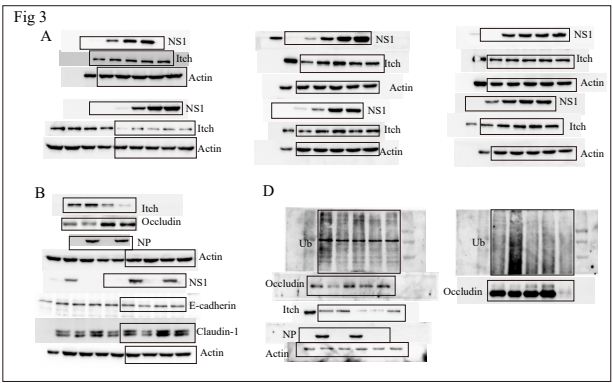 Fig 3
A
NS1
Itch
Actin
NS1
Itch
Actin
NS1
Itch
Actin
NS1
Itch
Actin
NS1
Itch
Actin
NS1
Itch
Actin
B
Itch
Occludin
NP
Actin
NS1
E-cadherin
Claudin-1
Actin
D
Ub
Occludin
Itch
NP
Actin
Ub
Occludin